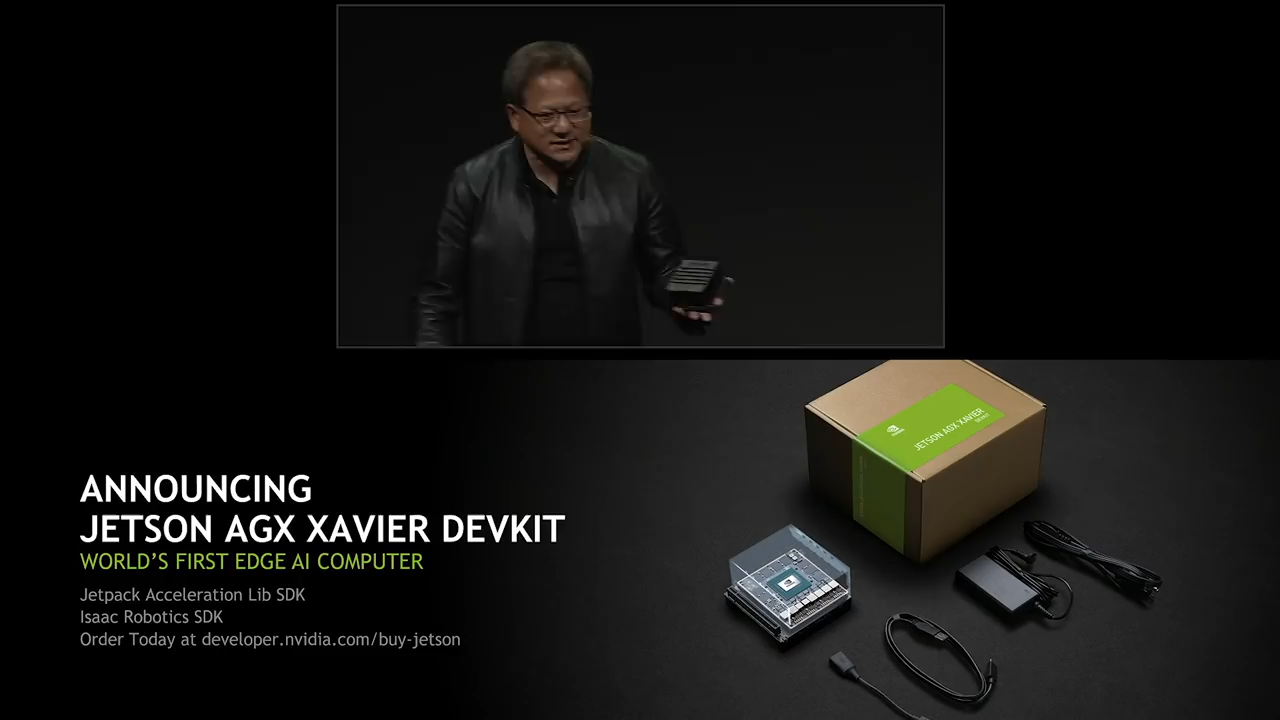 ANNOUNCING
JETSON AGX XAVIER DEVKIT
WORLD'S FIRST EDGE AI COMPUTER
Jetpack Acceleration Lib SDK
Isaac Robotics SDK
Order Today at developer.nvidia.com/buy-jetson
JETSON AGX XAVIER
DEVKIT